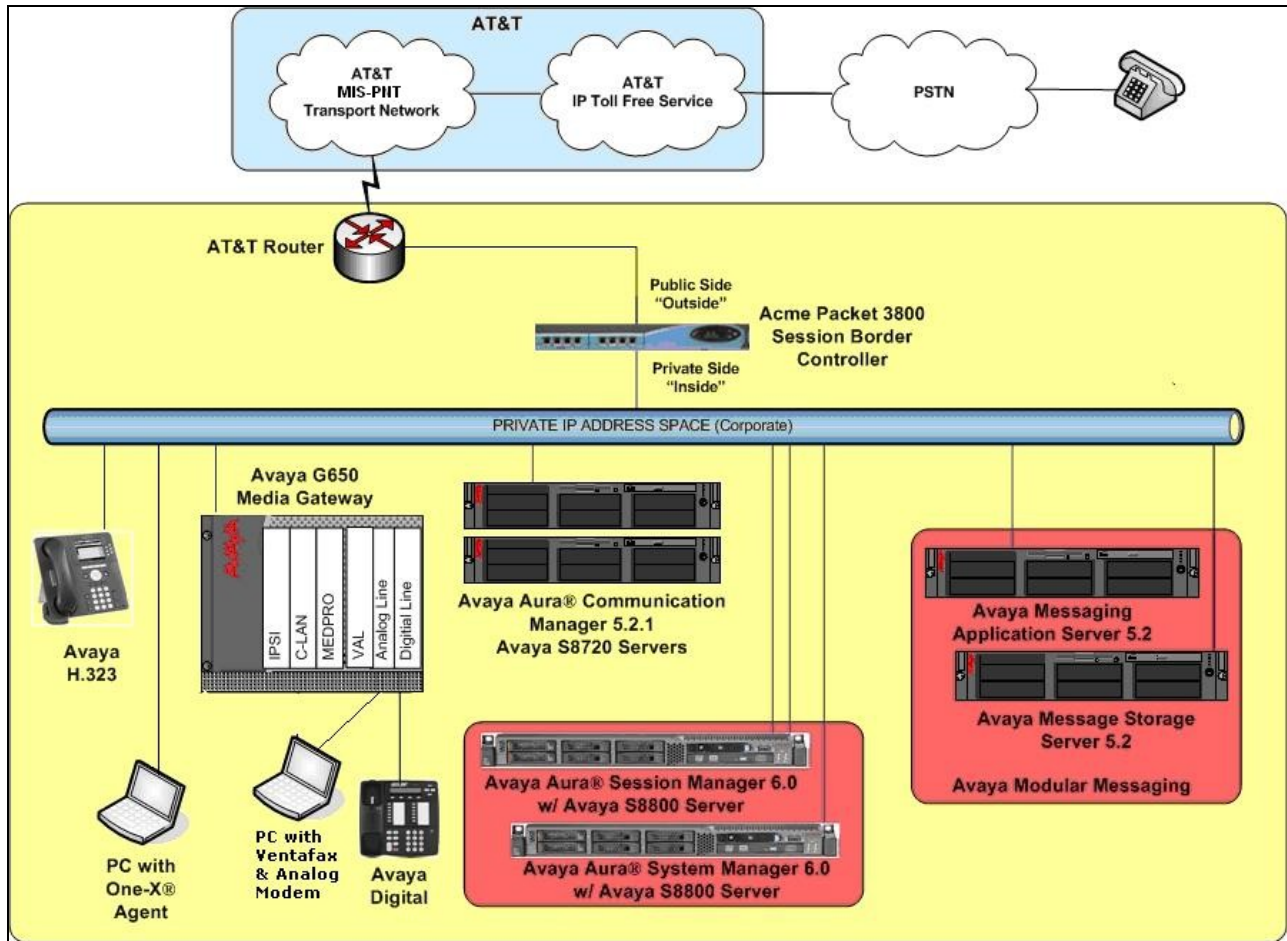 AT&T
AT&T
MIS-PNT
Transport Network
AT&T
IP Toll Free Service
PSTN
AT&T Router
Public Side
"Outside"
Acme Packet 3800
Session Border
Controller
Private Side
"Inside"
PRIVATE IP ADDRESS SPACE (Corporate)
Avaya G650
Media Gateway
AVAYA
IPSI
C-LAN
MEDPRO
VAL
Analog Line
Digitial Line
Avaya
H.323
Avaya Aura® Communication
Manager 5.2.1
Avaya S8720 Servers
Avaya Messaging
Application Server 5.2
Avaya Message Storage
Server 5.2
Avaya Modular Messaging
Avaya Aura® Session Manager 6.0
w/ Avaya S8800 Server
Avaya Aura® System Manager 6.0
w/ Avaya S8800 Server
PC with
One-X®
Agent
PC with
Ventafax
& Analog
Modem
Avaya
Digital